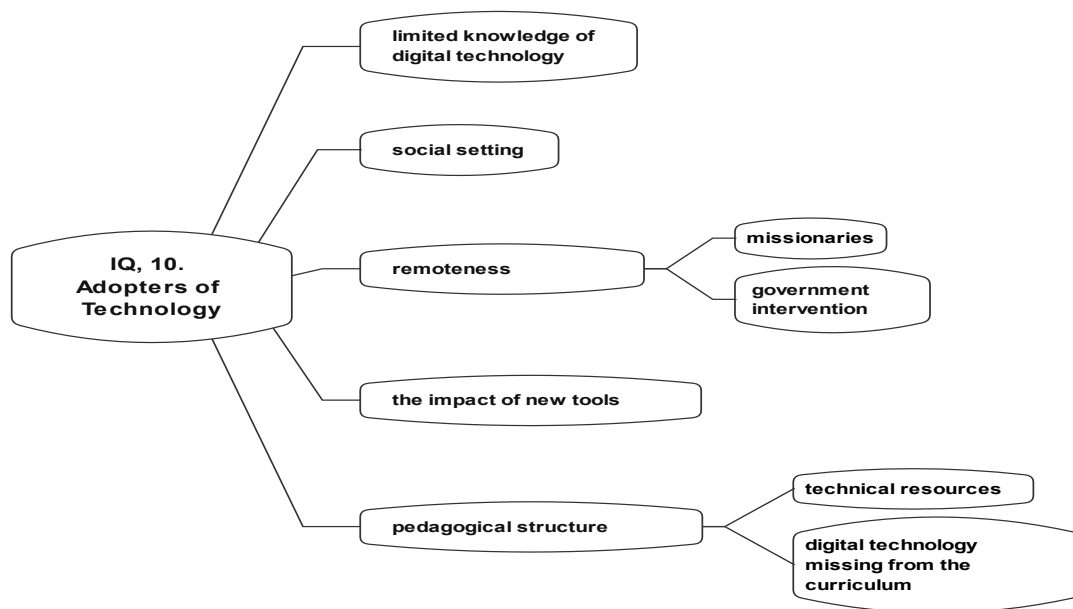 limited knowledge of
digital technology
social setting
IQ, 10.
Adopters of
Technology
remoteness
missionaries
government
intervention
the impact of new tools
pedagogical structure
technical resources
digital technology
missing from the
curriculum